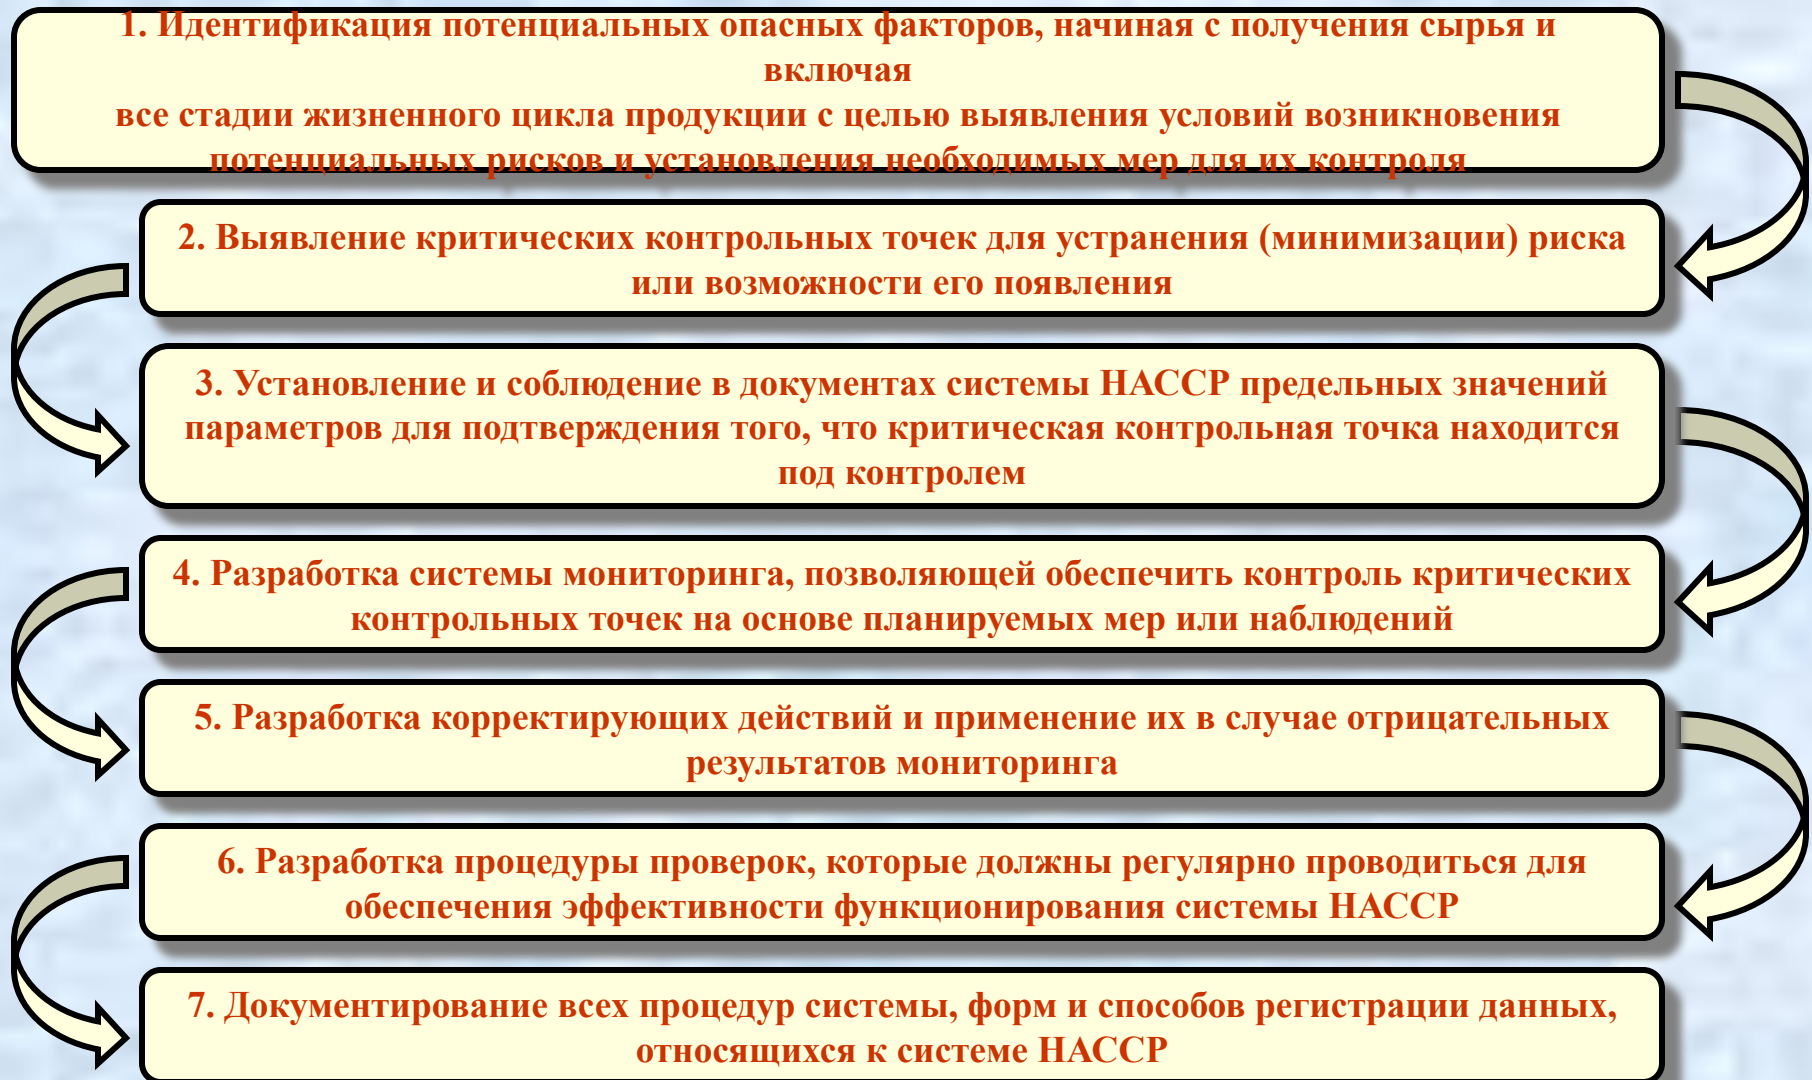 1. Идентификация потенциальных опасных факторов, начиная с получения сырья и
включая
все стадии жизненного цикла продукции с целью выявления условий возникновения
потенциальных рисков и установления необходимых мер для их контроля
2. Выявление критических контрольных точек для устранения (минимизации) риска
или возможности его появления
3. Установление и соблюдение в документах системы НАССР предельных значений
параметров для подтверждения того, что критическая контрольная точка находится
под контролем
4. Разработка системы мониторинга, позволяющей обеспечить контроль критических
контрольных точек на основе планируемых мер или наблюдений
5. Разработка корректирующих действий и применение их в случае отрицательных
результатов мониторинга
6. Разработка процедуры проверок, которые должны регулярно проводиться для
обеспечения эффективности функционирования системы НАССР
7. Документирование всех процедур системы, форм и способов регистрации данных,
относящихся к системе НАССР